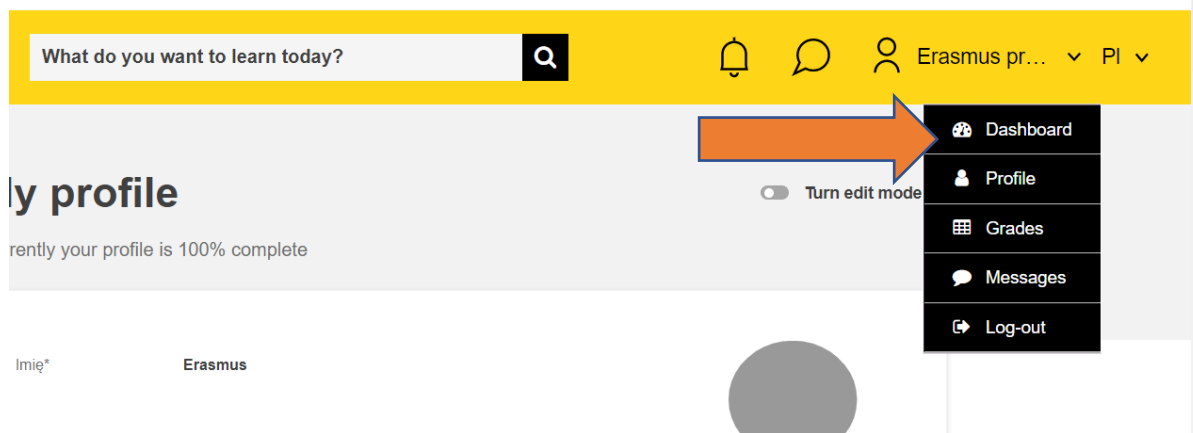 What do you want to learn today?
Erasmus pr…
Pl
Dashboard
ly profile
Profile
Turn edit mode
Grades
rently your profile is 100% complete
Messages
Log-out
Imię*
Erasmus